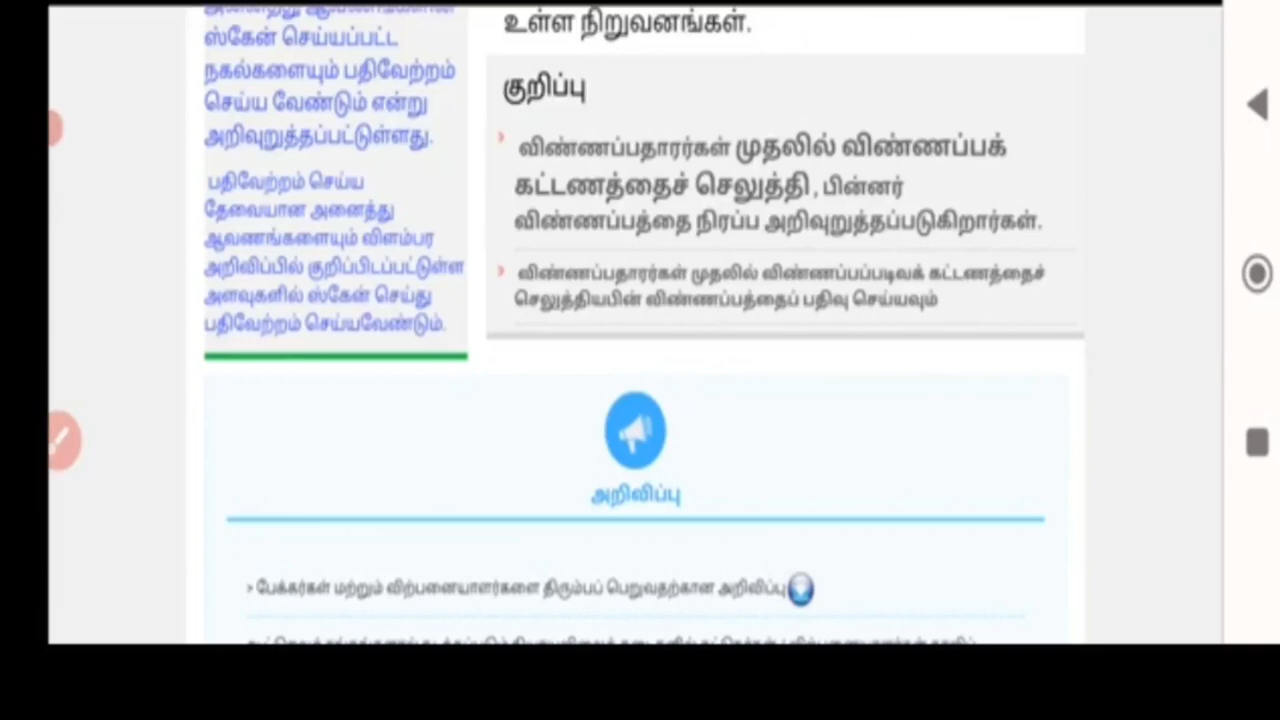 ஸ்கேன் செய்யப்பட்ட
நகல்களையும் பதிவேற்றம்
செய்ய வேண்டும் என்று
அறிவுறுத்தப்பட்டுள்ளது.
பதிவேற்றம் செய்ய
தேவையான அனைத்து
ஆவணங்களையும் விளம்பர
அறிவிப்பில் குறிப்பிடப்பட்டுள்ள
அளவுகளில் ஸ்கேன் செய்து
பதிவேற்றம் செய்யவேண்டும்.
உள்ள நிறுவனங்கள்.
குறிப்பு
விண்ணப்பதாரர்கள் முதலில் விண்ணப்பக்
கட்டணத்தைச் செலுத்தி, பின்னர்
விண்ணப்பத்தை நிரப்ப அறிவுறுத்தப்படுகிறார்கள்.
விண்ணப்பதாரர்கள் முதலில் விண்ணப்பப்படிவக் கட்டணத்தைச்
செலுத்தியபின் விண்ணப்பத்தைப் பதிவு செய்யவும்
அறிவிப்பு
> பேக்கர்கள் மற்றும் விற்பனையாளர்களை திரும்பப் பெறுவதற்கான அறிவிப்பு